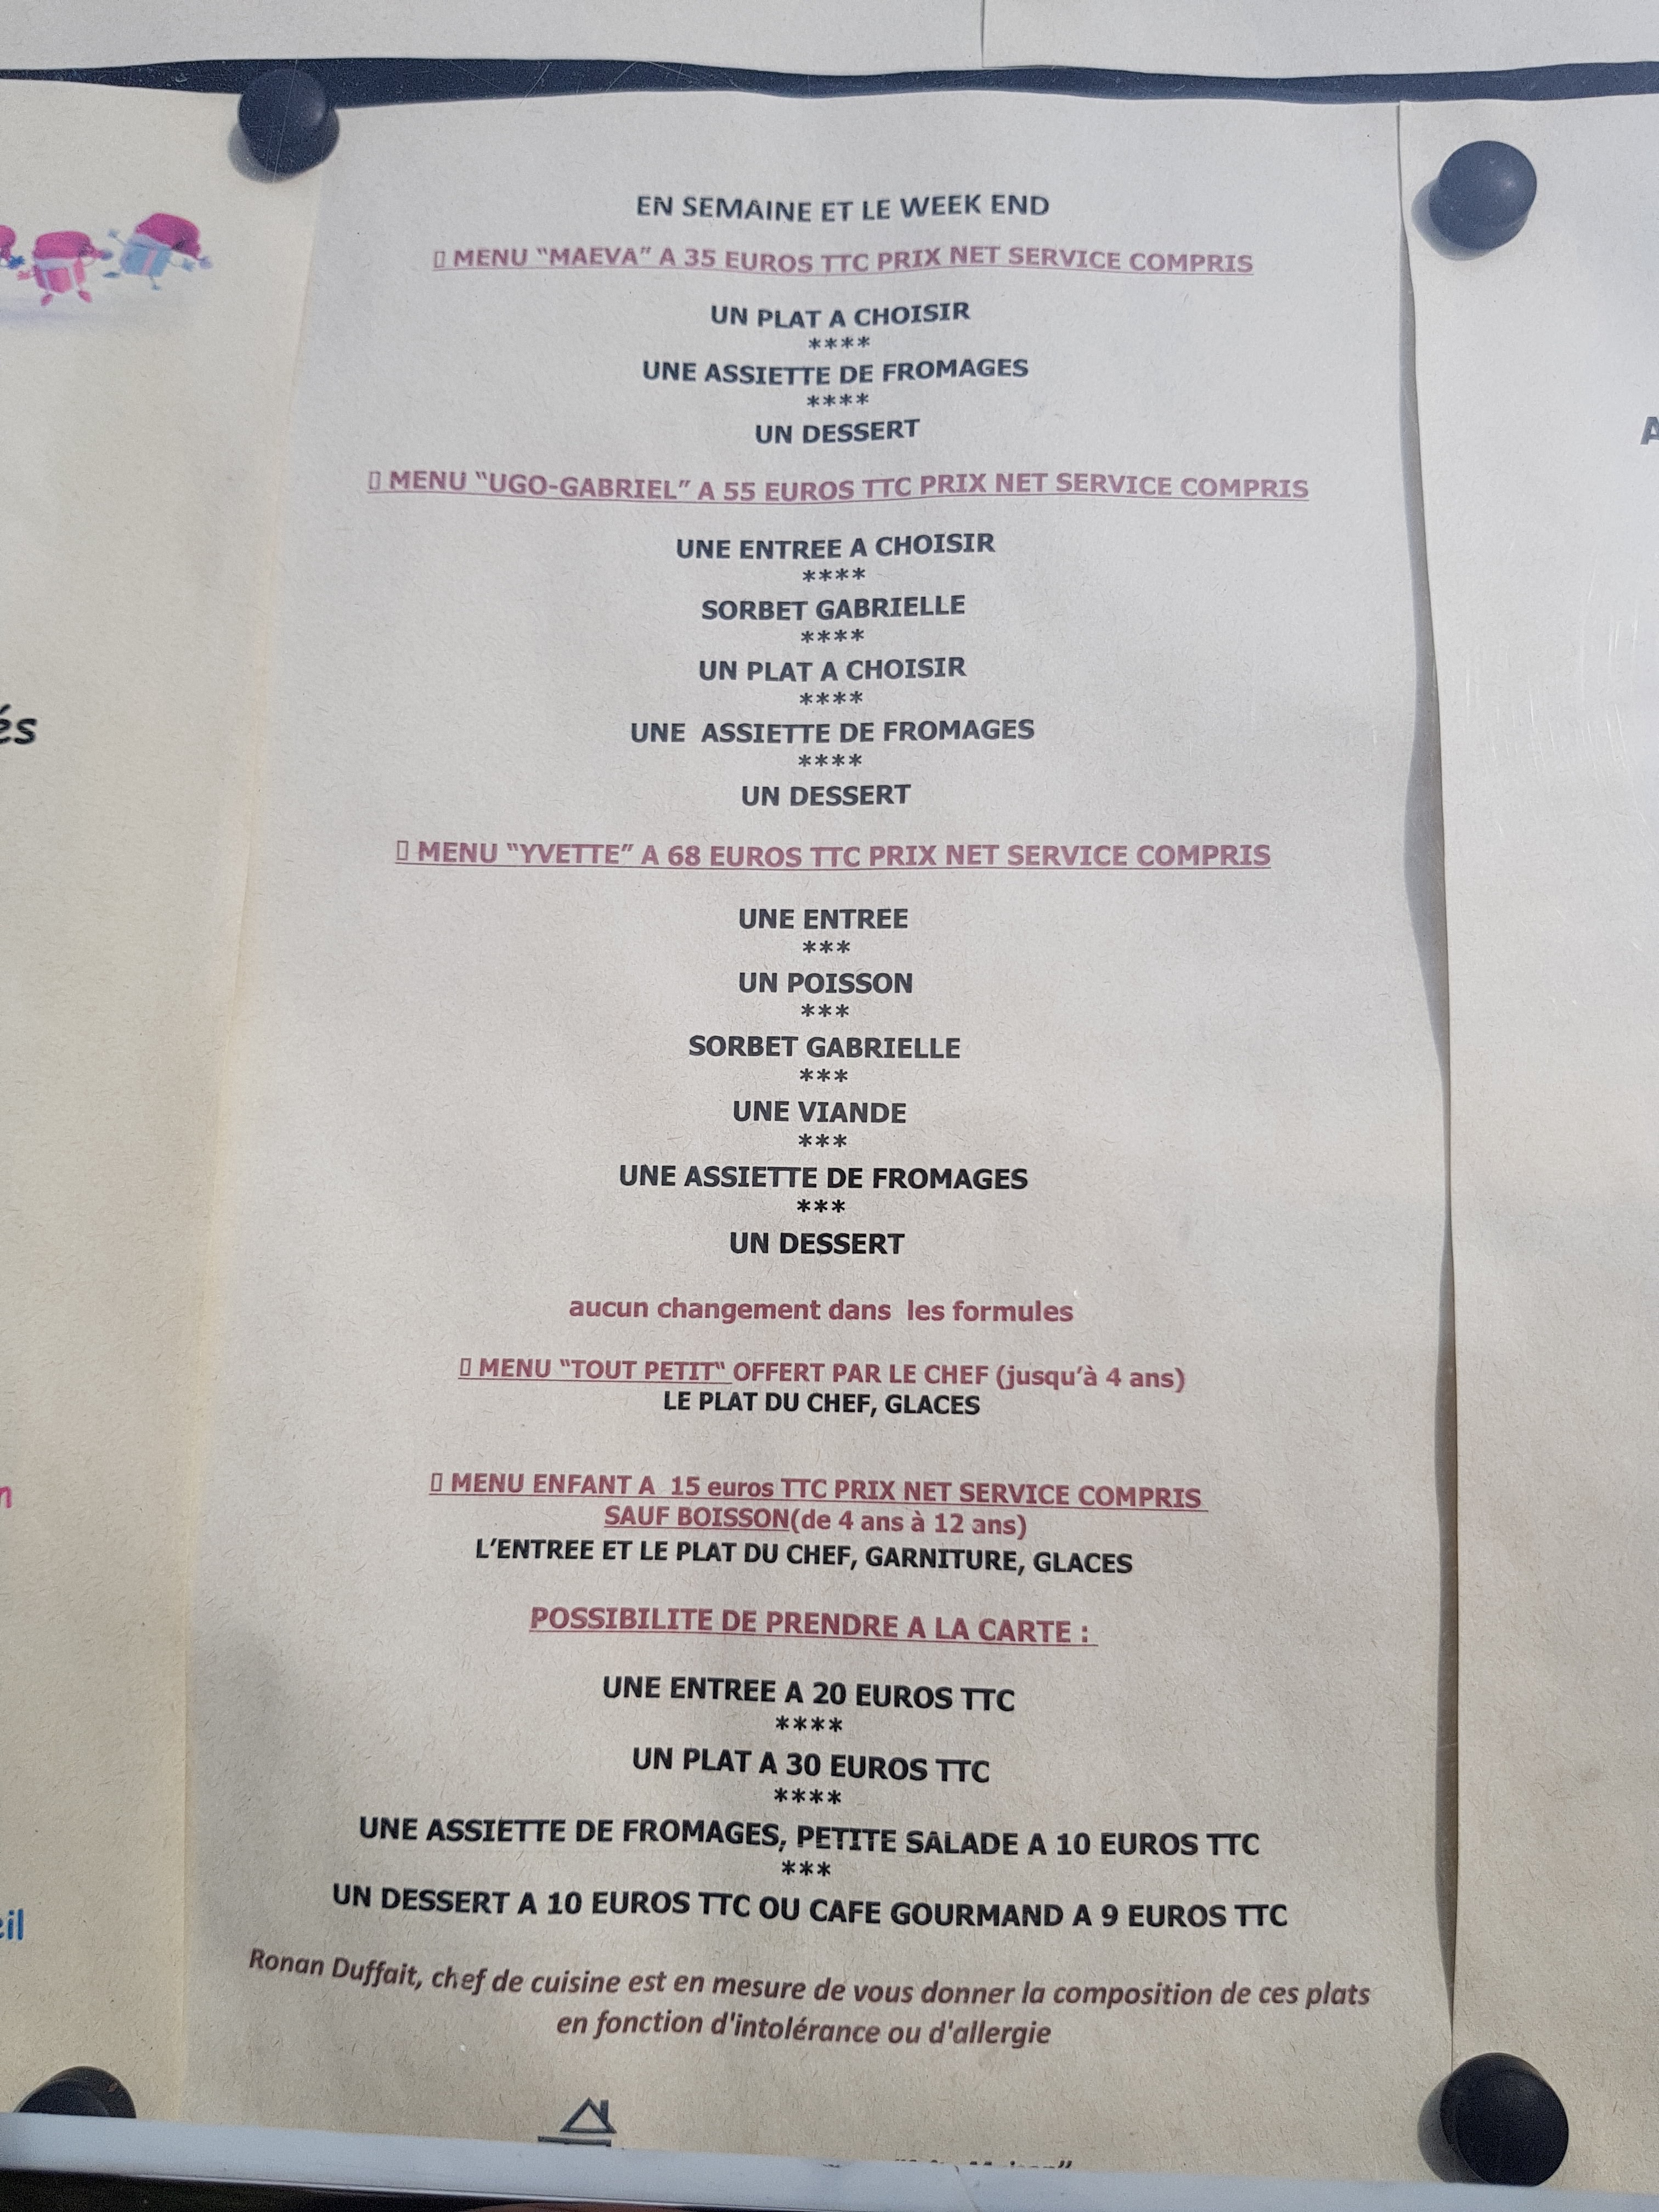 EN SEMAINE ET LE WEEK END
MENU “MAEVA” A 35 EUROS TTC PRIX NET SERVICE COMPRIS
UN PLAT A CHOISIR
****
UNE ASSIETTE DE FROMAGES
****
UN DESSERT
MENU “UGO-GABRIEL” A 55 EUROS TTC PRIX NET SERVICE COMPRIS
UNE ENTREE A CHOISIR
****
SORBET GABRIELLE
****
UN PLAT A CHOISIR
****
UNE ASSIETTE DE FROMAGES
****
UN DESSERT
MENU “YVETTE” A 68 EUROS TTC PRIX NET SERVICE COMPRIS
UNE ENTREE
***
UN POISSON
***
SORBET GABRIELLE
***
UNE VIANDE
***
UNE ASSIETTE DE FROMAGES
***
UN DESSERT
aucun changement dans les formules
MENU “TOUT PETIT“ OFFERT PAR LE CHEF (jusqu’à 4 ans)
LE PLAT DU CHEF, GLACES
MENU ENFANT A 15 euros TTC PRIX NET SERVICE COMPRIS
SAUF BOISSON(de 4 ans à 12 ans)
L’ENTREE ET LE PLAT DU CHEF, GARNITURE, GLACES
POSSIBILITE DE PRENDRE A LA CARTE :
UNE ENTREE A 20 EUROS TTC
****
UN PLAT A 30 EUROS TTC
****
UNE ASSIETTE DE FROMAGES, PETITE SALADE A 10 EUROS TTC
***
UN DESSERT A 10 EUROS TTC OU CAFE GOURMAND A 9 EUROS TTC
Ronan Duffait, chef de cuisine est en mesure de vous donner la composition de ces plats
en fonction d'intolérance ou d'allergie